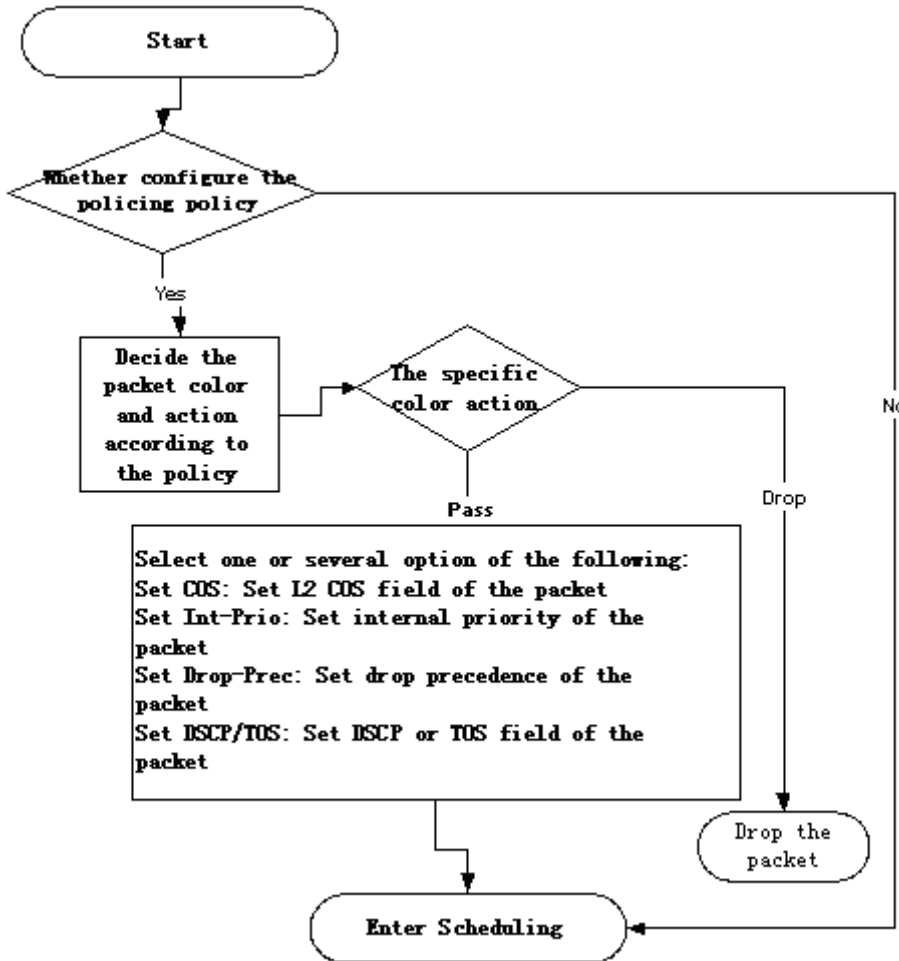 Start
Whether configure the
policing policy
Yes
No
Decide the
packet color
and action
according to
the policy
The specific
color action
Drop
Pass
Select one or several option of the following:
Set COS: Set L2 COS field of the packet
Set Int-Prio: Set internal priority of the
packet
Set Drop-Prec: Set drop precedence of the
packet
Set DSCP/TOS: Set DSCP or TOS field of the
packet
Drop the
packet
Enter Scheduling